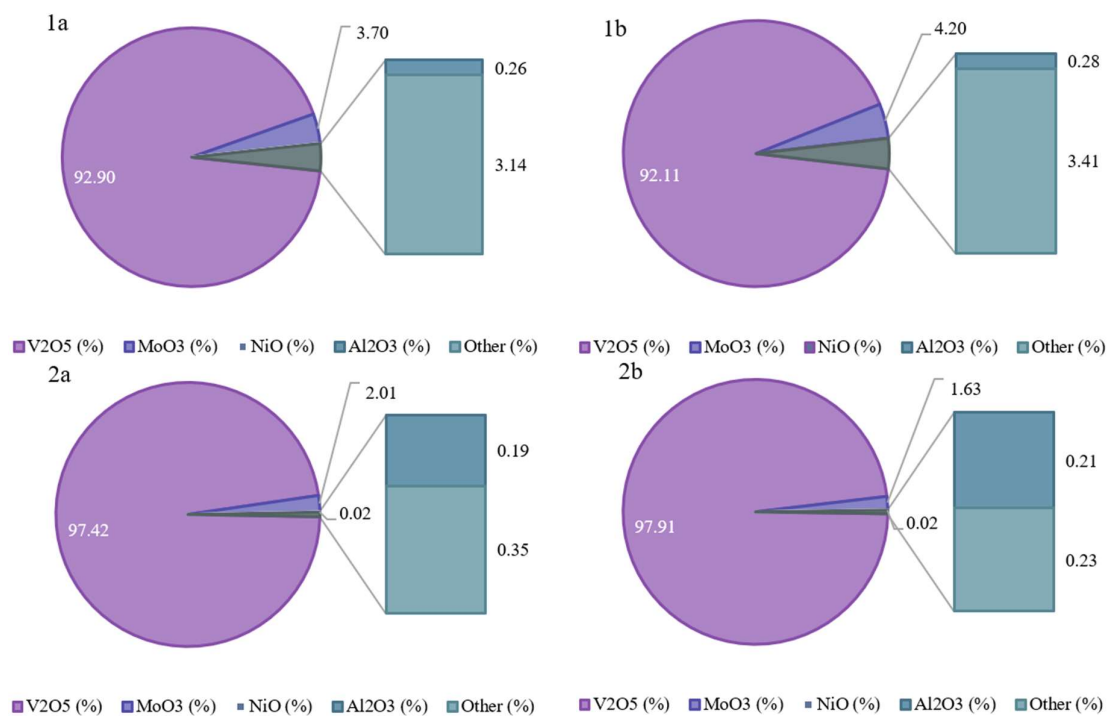 1a
3.70
0.26
92.90
3.14
V2O5 (%) MoO3 (%) NiO (%) Al2O3 (%) Other (%)
1b
4.20
0.28
92.11
3.41
V2O5 (%) MoO3 (%) NiO (%) Al2O3 (%) Other (%)
2a
2.01
0.19
97.42
0.02
0.35
V2O5 (%) MoO3 (%) NiO (%) Al2O3 (%) Other (%)
2b
1.63
0.21
97.91
0.02
0.23
V2O5 (%) MoO3 (%) NiO (%) Al2O3 (%) Other (%)